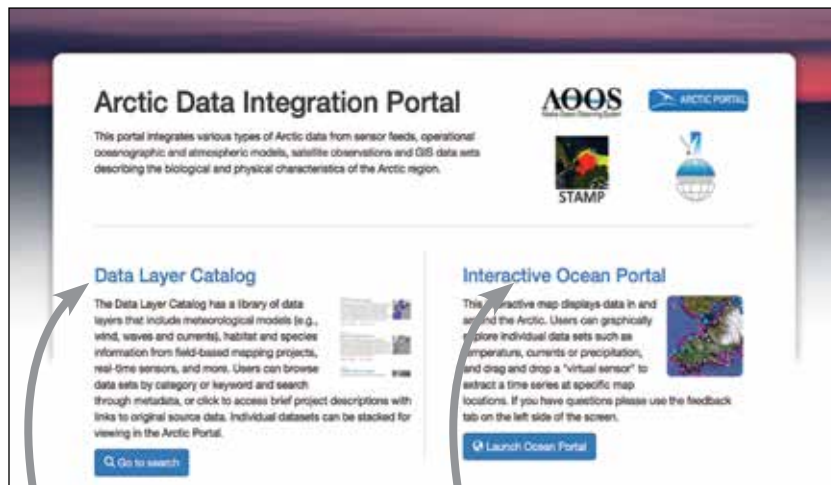 Arctic Data Integration Portal
This portal integrates various types of Arctic data from sensor feeds, operational
oceanographic and atmospheric models, satellite observations and GIS data sets
describing the biological and physical characteristics of the Arctic region.
AOOS
Alaska Ocean Observing System
ARCTIC PORTAL
STAMP
Data Layer Catalog
The Data Layer Catalog has a library of data
layers that include meteorological models (e.g.,
wind, waves and currents), habitat and species
information from field-based mapping projects,
real-time sensors, and more. Users can browse
data sets by category or keyword and search
through metadata, or click to access brief project descriptions with
links to original source data. Individual datasets can be stacked for
viewing in the Arctic Portal.
Go to search
Interactive Ocean Portal
This interactive map displays data in and
around the Arctic. Users can graphically
explore individual data sets such as
temperature, currents or precipitation,
and drag and drop a "virtual sensor" to
extract a time series at specific map
locations. If you have questions please use the feedback
tab on the left side of the screen.
Launch Ocean Portal